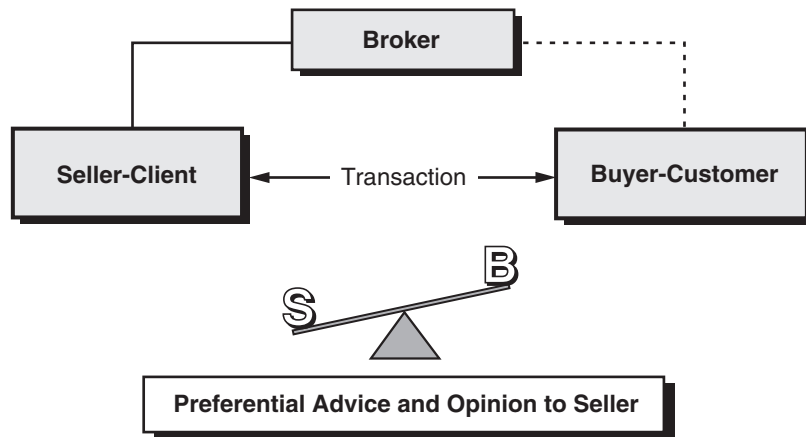 Broker
Seller-Client
Transaction
Buyer-Customer
S
B
Preferential Advice and Opinion to Seller